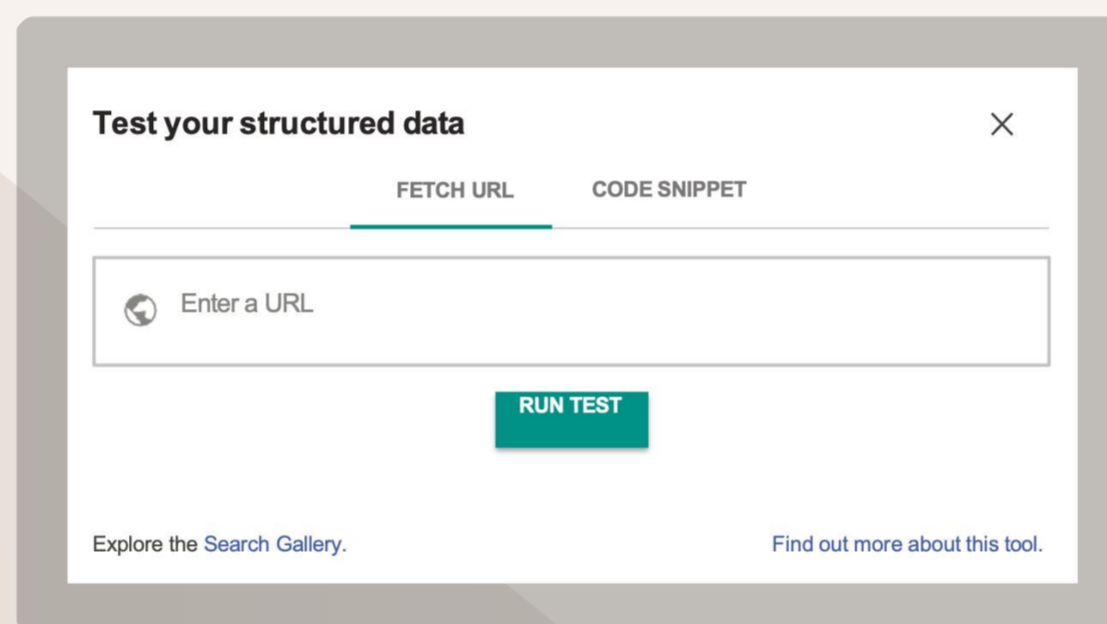 Test your structured data
FETCH URL
CODE SNIPPET
Enter a URL
RUN TEST
Explore the Search Gallery.
Find out more about this tool.